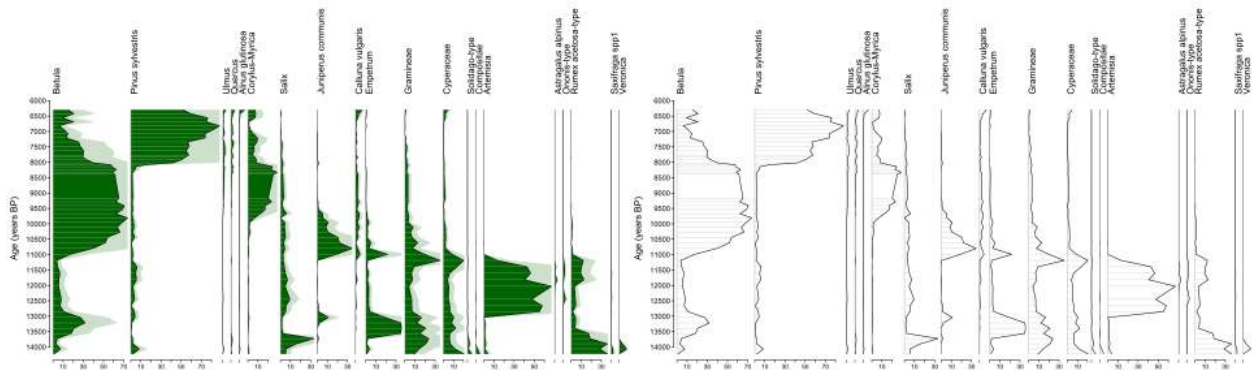 Betula
Pinus sylvestris
Ulmus
Quercus
Alnus glutinosa
Corylus-Myrica
Salix
Juniperus communis
Calluna vulgaris
Empetrum
Gramineae
Cyperaceae
Solidago-type
Compositae
Artemisia
Astragalus alpinus
Ononis-type
Rumex acetosa-type
Saxifraga spp1
Veronica
Age (years BP)
6000
6500
7000
7500
8000
8500
9000
9500
10000
10500
11000
11500
12000
12500
13000
13500
14000
Betula
Pinus sylvestris
Ulmus
Quercus
Alnus glutinosa
Corylus-Myrica
Salix
Juniperus communis
Calluna vulgaris
Empetrum
Gramineae
Cyperaceae
Solidago-type
Compositae
Artemisia
Astragalus alpinus
Ononis-type
Rumex acetosa-type
Saxifraga spp1
Veronica
Age (years BP)
6000
6500
7000
7500
8000
8500
9000
9500
10000
10500
11000
11500
12000
12500
13000
13500
14000